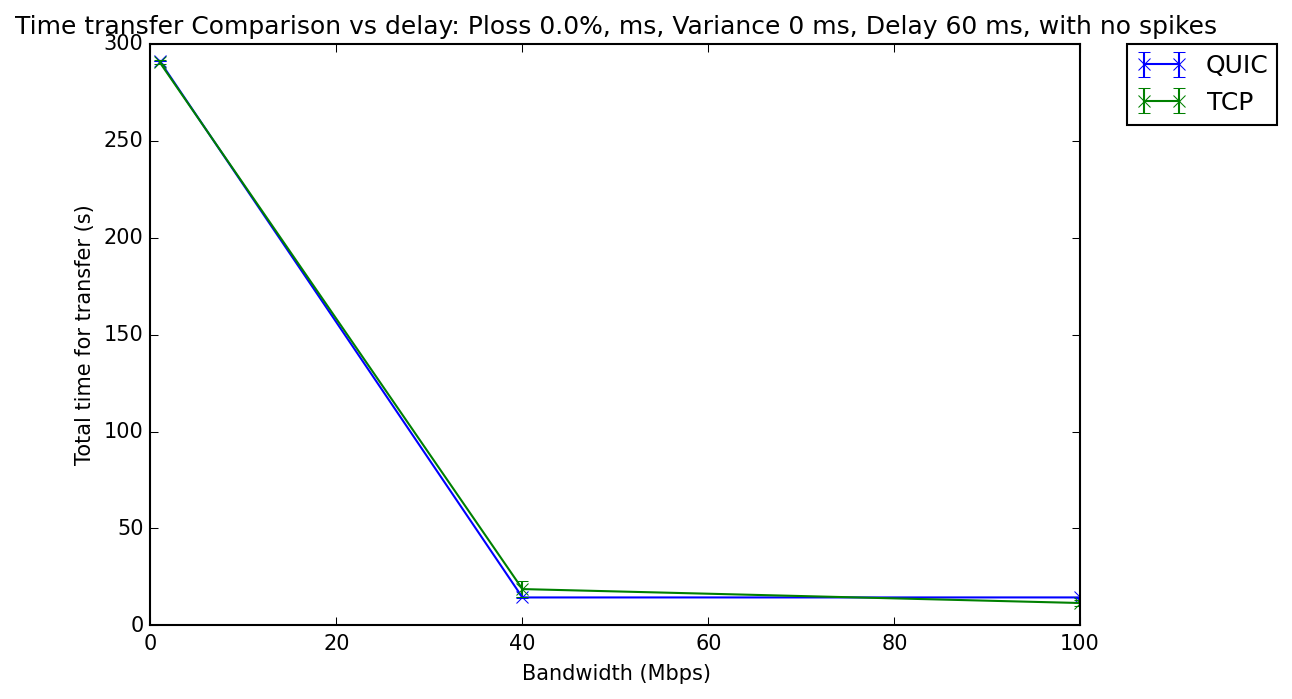 Time transfer Comparison vs delay: Ploss 0.0%, ms, Variance 0 ms, Delay 60 ms, with no spikes
300
250
200
150
100
50
0
Total time for transfer (s)
0 20 40 60 80 100
Bandwidth (Mbps)
QUIC
TCP